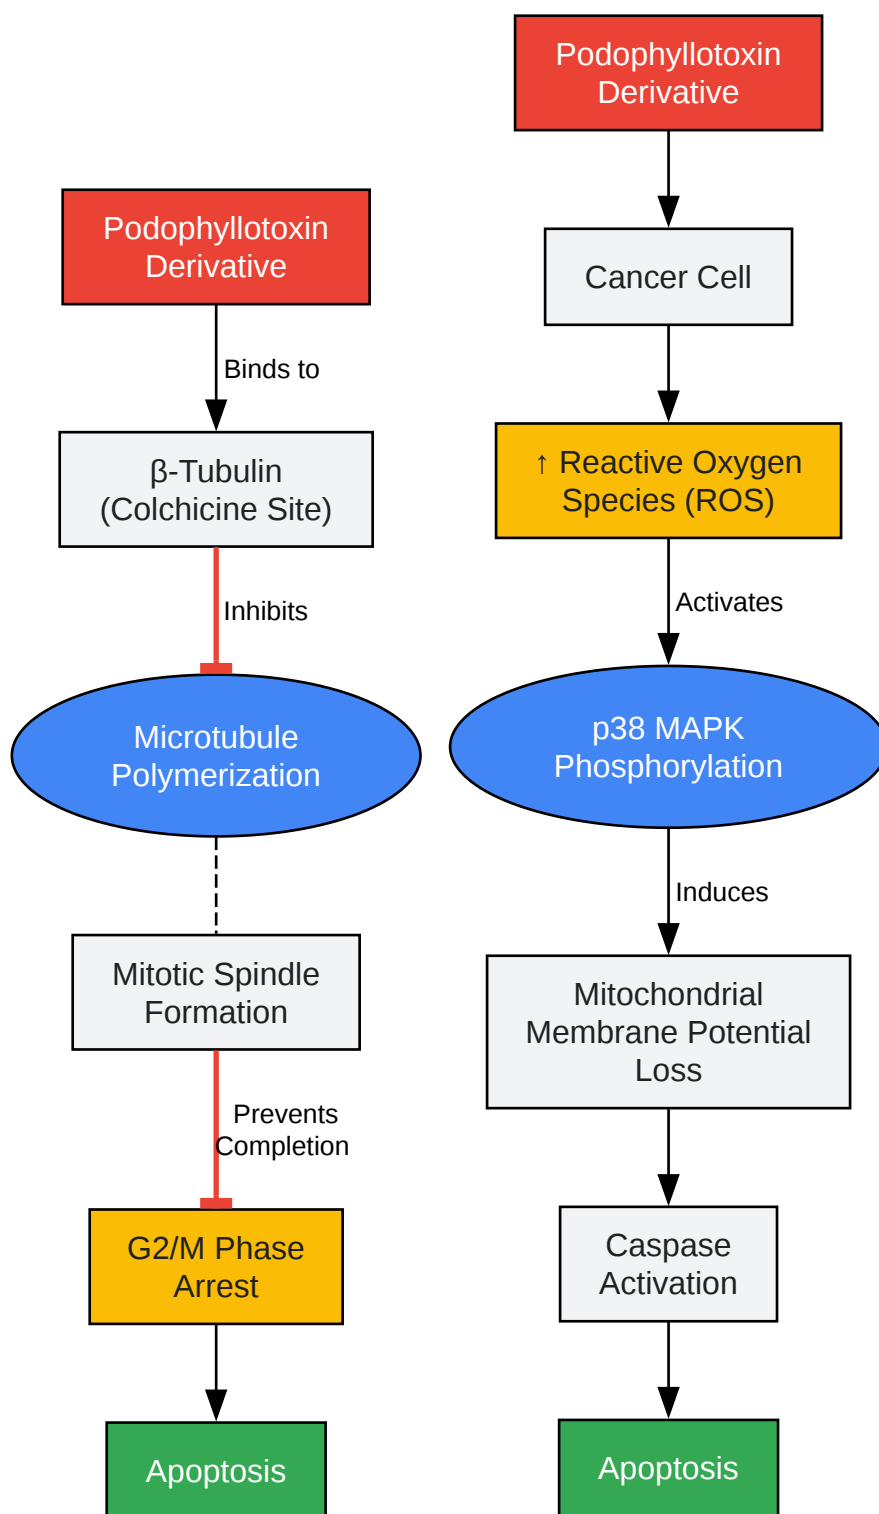 Podophyllotoxin
Derivative
Binds to
β-Tubulin
(Colchicine Site)
Inhibits
Microtubule
Polymerization
Mitotic Spindle
Formation
Prevents
Completion
G2/M Phase
Arrest
Apoptosis
Podophyllotoxin
Derivative
Cancer Cell
↑ Reactive Oxygen
Species (ROS)
Activates
p38 MAPK
Phosphorylation
Induces
Mitochondrial
Membrane Potential
Loss
Caspase
Activation
Apoptosis